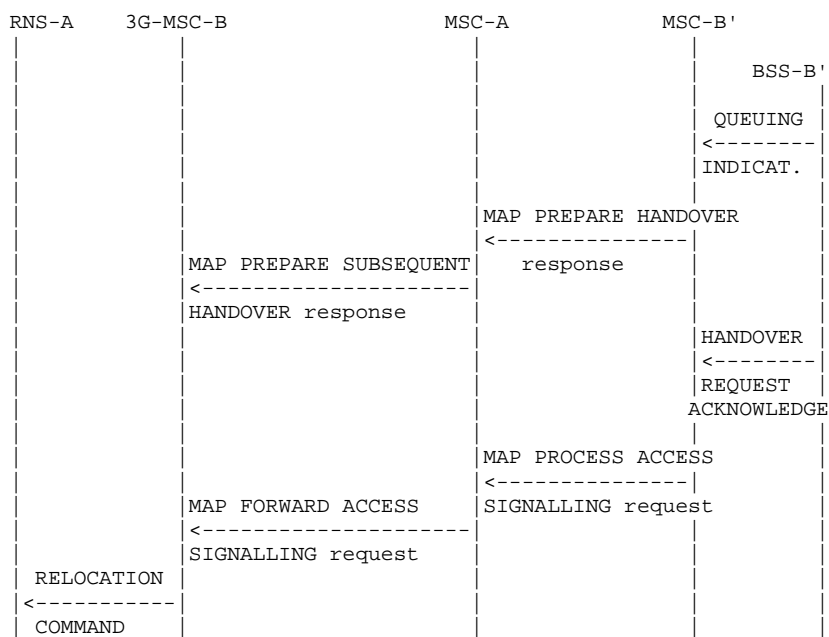 RNS-A 3G-MSC-B MSC-A MSC-B'
BSS-B'
QUEUING
INDICAT.
MAP PREPARE HANDOVER
response
MAP PREPARE SUBSEQUENT
HANDOVER response
HANDOVER
REQUEST
ACKNOWLEDGE
MAP PROCESS ACCESS
SIGNALLING request
MAP FORWARD ACCESS
SIGNALLING request
RELOCATION
COMMAND